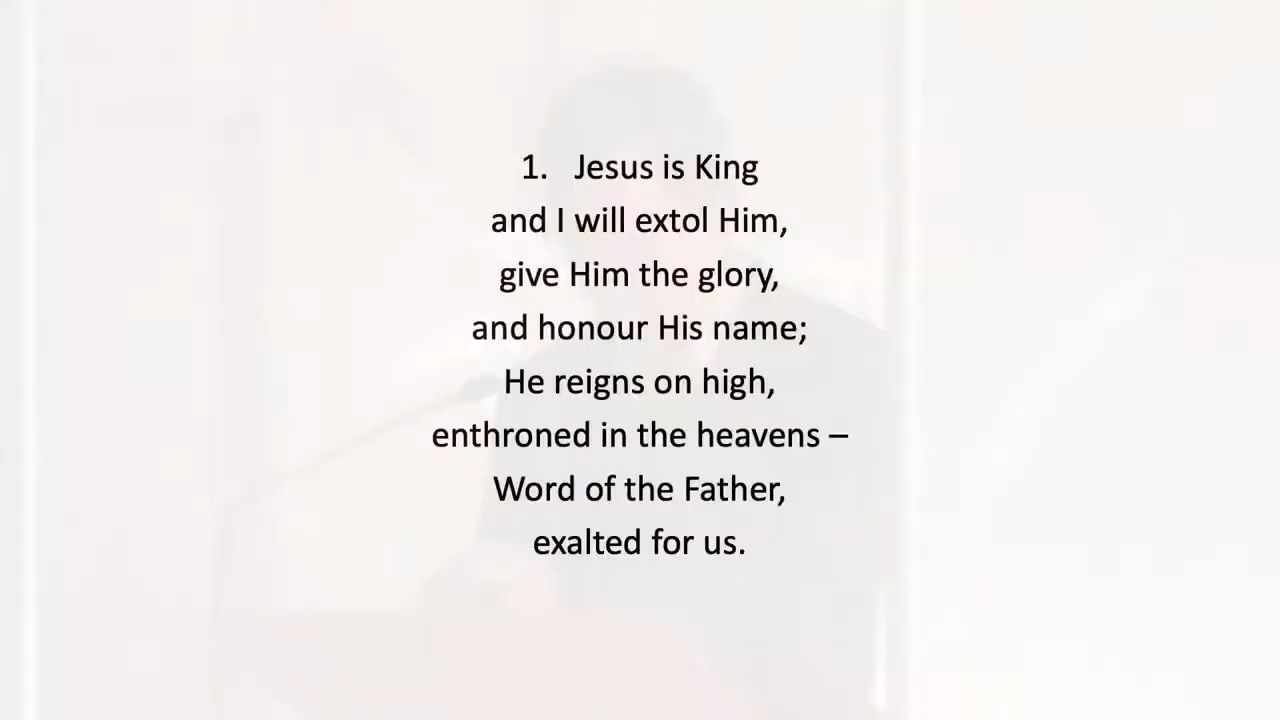 1. Jesus is King
and I will extol Him,
give Him the glory,
and honour His name;
He reigns on high,
enthroned in the heavens –
Word of the Father,
exalted for us.